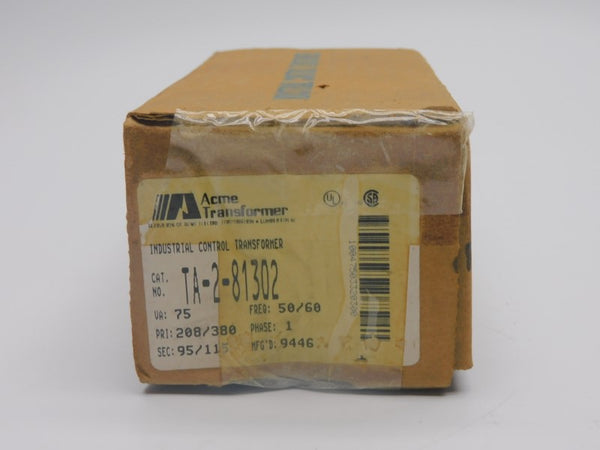 Acme
Transformer
UL
INDUSTRIAL CONTROL TRANSFORMER
CAT.
NO. TA-2-81302
VA: 75 FREQ: 50/60
PRI: 208/380 PHASE: 1
SEC: 95/115 MFG'D: 9446